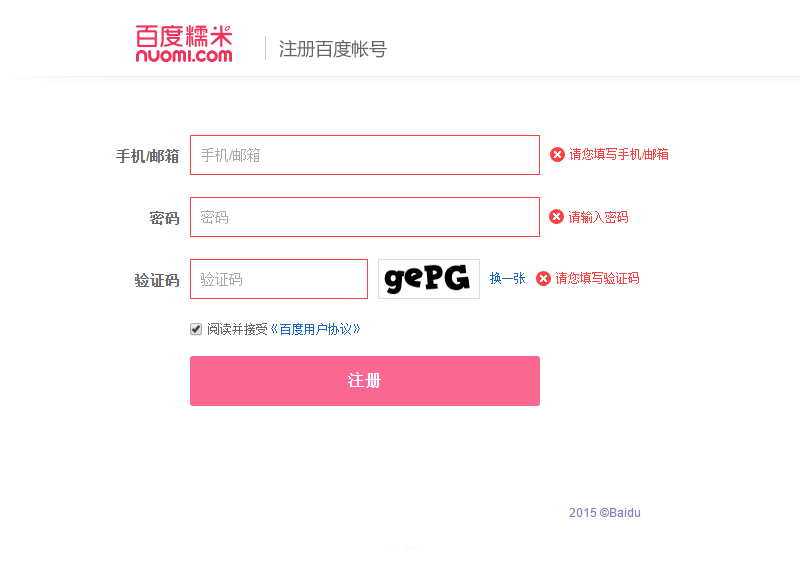 百度糯米
nuomi.com
注册百度帐号
手机/邮箱 手机/邮箱 请您填写手机/邮箱
密码 密码 请输入密码
验证码 验证码 gePG 换一张 请您填写验证码
阅读并接受《百度用户协议》
注册
2015 ©Baidu